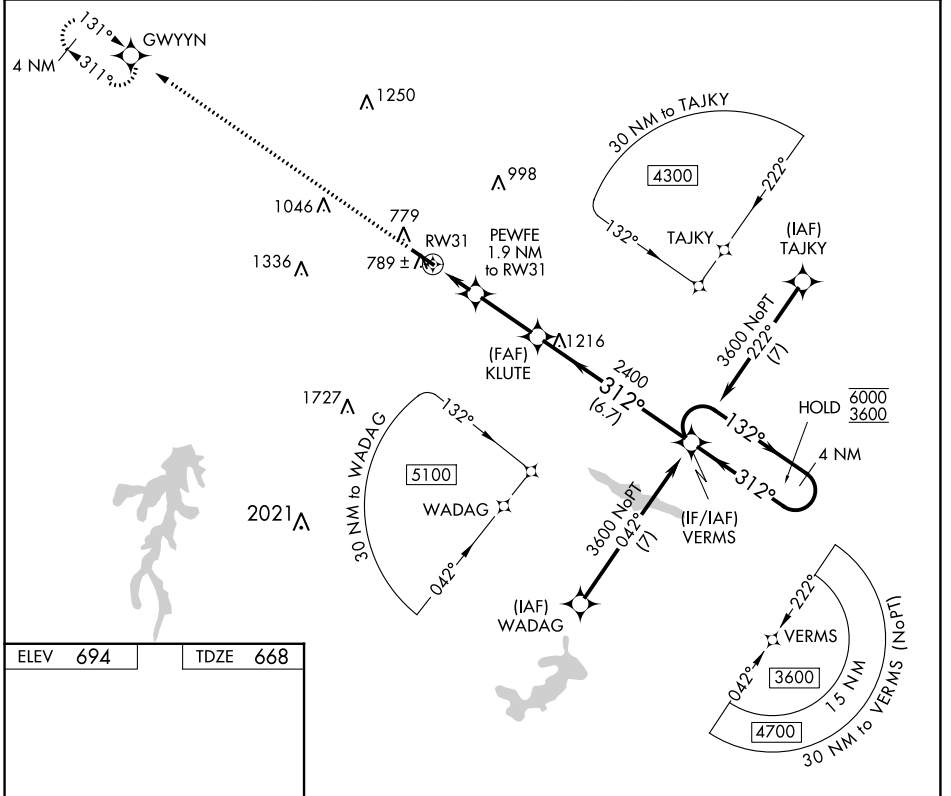 131°
GWYYN
4 NM
311°
1250
30 NM to TAJKY
4300
222°
132°
TAJKY
998
1046
779
RW31
PEWFE
1.9 NM
to RW31
1336
789 ±
(IAF)
TAJKY
3600 NoPT
222°
(7)
1216
(FAF)
KLUTE
2400
312°
(6.7)
132°
HOLD
6000
3600
4 NM
312°
1727
132°
30 NM to WADAG
5100
WADAG
042°
(IF/IAF)
VERMS
3600 NoPT
042°
(7)
2021
(IAF)
WADAG
222°
VERMS
042°
3600
15 NM
4700
30 NM to VERMS (NoPT)
ELEV 694
TDZE 668